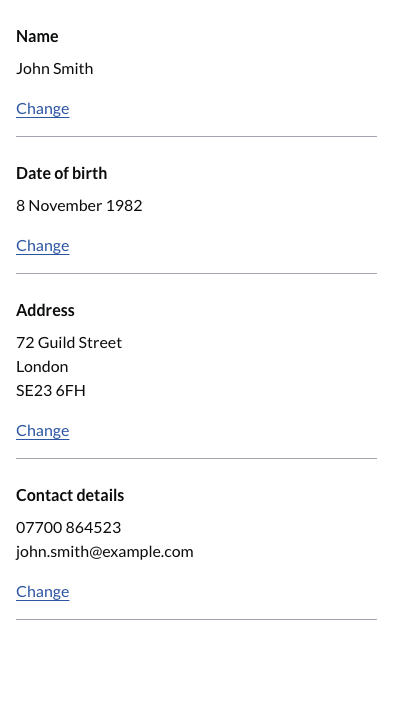 Name
John Smith
Change
Date of birth
8 November 1982
Change
Address
72 Guild Street
London
SE23 6FH
Change
Contact details
07700 864523
john.smith@example.com
Change